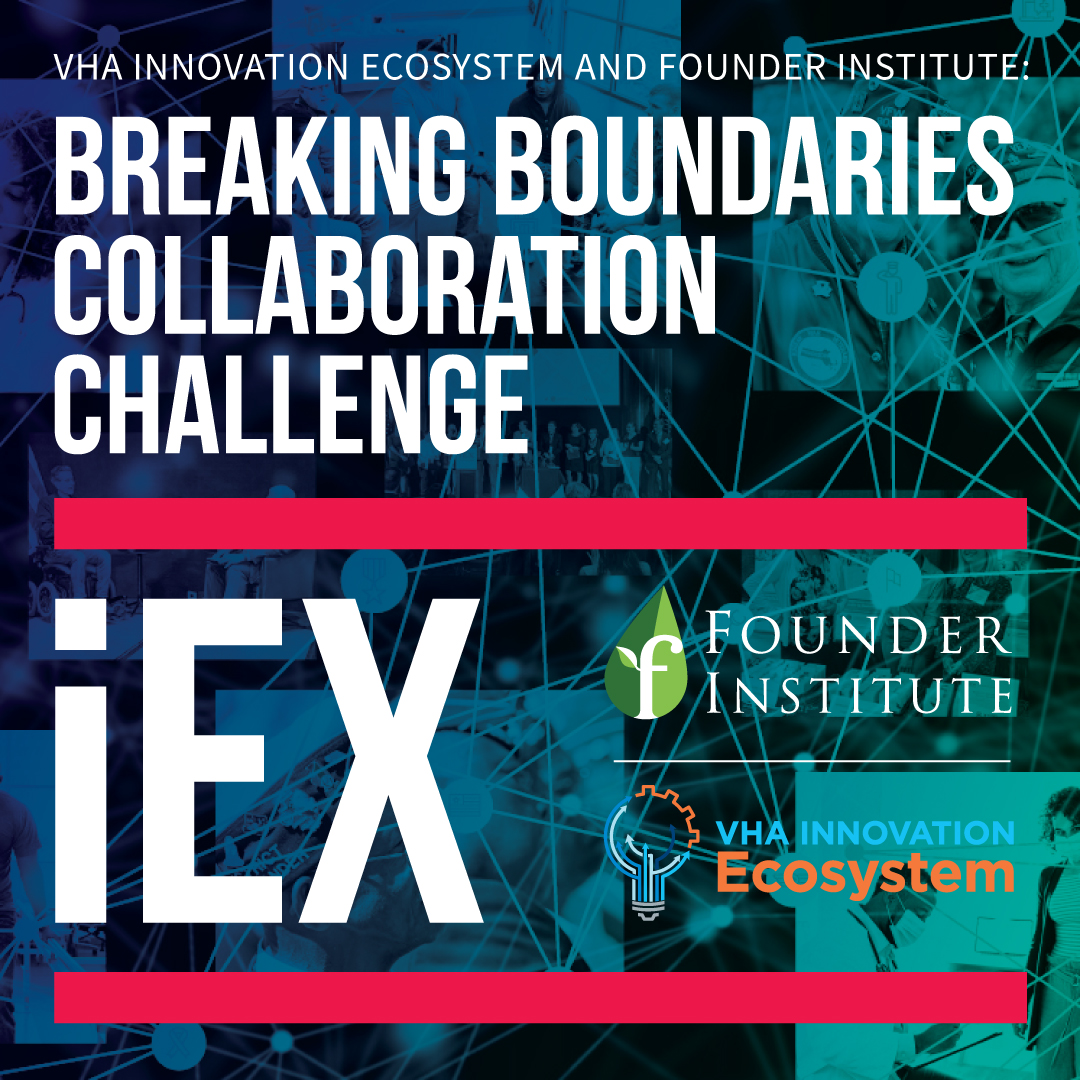 VHA INNOVATION ECOSYSTEM AND FOUNDER INSTITUTE:
BREAKING BOUNDARIES
COLLABORATION
CHALLENGE
iEX
f
FOUNDER
INSTITUTE
VHA INNOVATION
Ecosystem